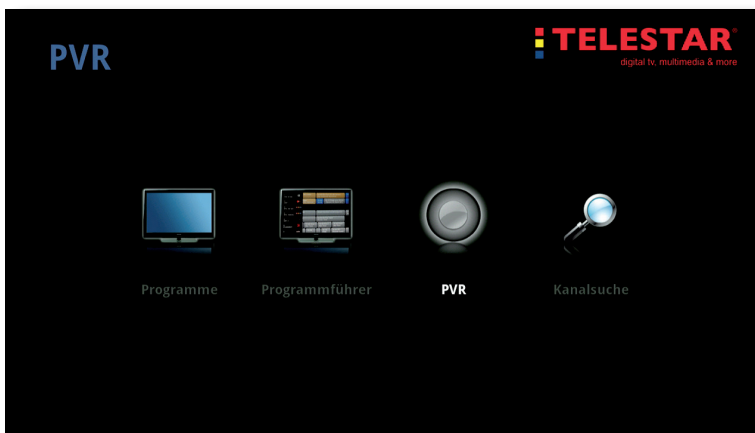 PVR
TELESTAR®
digital tv, multimedia & more
Programme
Programmführer
PVR
Kanalsuche